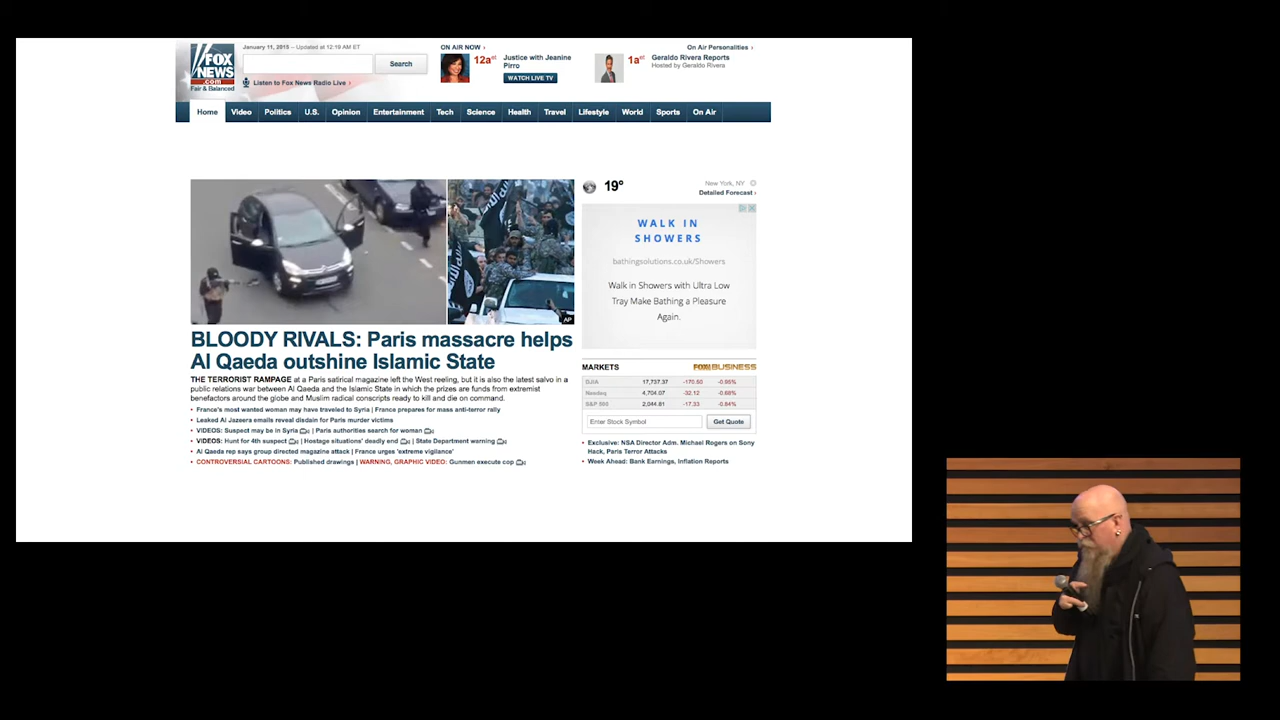 FOX
NEWS
.com
Fair & Balanced
January 11, 2015 – Updated at 12:19 AM ET
Search
Listen to Fox News Radio Live ›
ON AIR NOW ›
12a et
Justice with Jeanine
Pirro
WATCH LIVE TV
On Air Personalities ›
1a et
Geraldo Rivera Reports
Hosted by Geraldo Rivera
Home Video Politics U.S. Opinion Entertainment Tech Science Health Travel Lifestyle World Sports On Air
AP
BLOODY RIVALS: Paris massacre helps
Al Qaeda outshine Islamic State
THE TERRORIST RAMPAGE at a Paris satirical magazine left the West reeling, but it is also the latest salvo in a
public relations war between Al Qaeda and the Islamic State in which the prizes are funds from extremist
benefactors around the globe and Muslim radical conscripts ready to kill and die on command.
• France's most wanted woman may have traveled to Syria | France prepares for mass anti-terror rally
• Leaked Al Jazeera emails reveal disdain for Paris murder victims
• VIDEOS: Suspect may be in Syria | Paris authorities search for woman
• VIDEOS: Hunt for 4th suspect | Hostage situations' deadly end | State Department warning
• Al Qaeda rep says group directed magazine attack | France urges 'extreme vigilance'
• CONTROVERSIAL CARTOONS: Published drawings | WARNING, GRAPHIC VIDEO: Gunmen execute cop
19°
New York, NY
Detailed Forecast ›
WALK IN
SHOWERS
bathingsolutions.co.uk/Showers
Walk in Showers with Ultra Low
Tray Make Bathing a Pleasure
Again.
MARKETS
FOX BUSINESS
DJIA 17,737.37 -170.50 -0.95%
Nasdaq 4,704.07 -32.12 -0.68%
S&P 500 2,044.81 -17.33 -0.84%
Enter Stock Symbol
Get Quote
• Exclusive: NSA Director Adm. Michael Rogers on Sony
Hack, Paris Terror Attacks
• Week Ahead: Bank Earnings, Inflation Reports